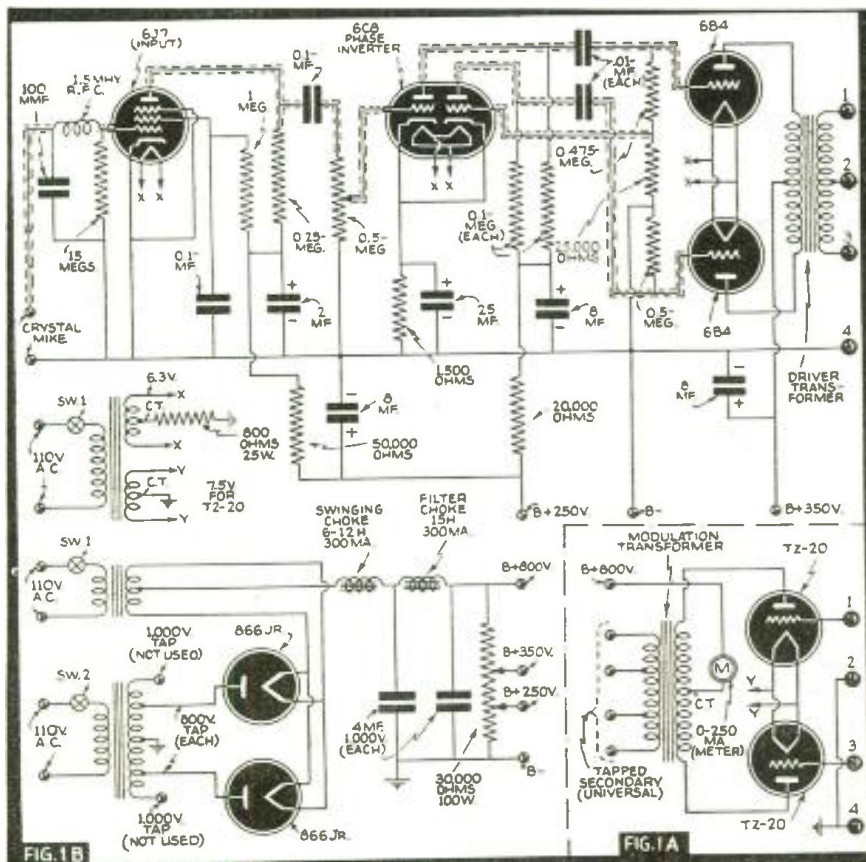 6J7
(INPUT)
1.5 MHY
R.F.C.
100
MMF.
1 MEG.
0.1-
MF.
6C8
PHASE
INVERTER
.01-
MF.
(EACH)
6B4
1
2
4
0.475-
MEG.
0.1
MEG
(EACH)
25,000
OHMS
0.5-
MEG.
6B4
DRIVER
TRANS-
FORMER
X
X
X
X
X
X
15
MEGS
0.1-
MF.
0.25-
MEG.
2
MF
0.5-
MEG.
25
MF.
8
MF
1,500
OHMS
CRYSTAL
MIKE
8
MF.
8
MF.
50,000
OHMS
20,000
OHMS
6.3V.
X
C.T.
X
SW.1
110V.
A.C.
800
OHMS
25W.
Y
C.T.
Y
7.5V
FOR
TZ-20
B+250V.
B-
B+350V.
SWINGING
CHOKE
6-12H
300MA
FILTER
CHOKE
15H
300MA
SW.1
110V.
A.C.
1,000V.
TAP
(NOT USED)
866 JR.
SW.2
110V.
A.C.
800V.
TAP
(EACH)
1,000V.
TAP
(NOT USED)
866 JR.
4MF.
1,000V.
(EACH)
30,000
OHMS
100W.
B+800V.
B+350V.
B+250V.
B-
FIG.1B
MODULATION
TRANSFORMER
B+800V.
TZ-20
M
C.T.
Y
Y
0-250
MA
(METER)
TAPPED
SECONDARY
(UNIVERSAL)
TZ-20
1
2
3
4
FIG.1A